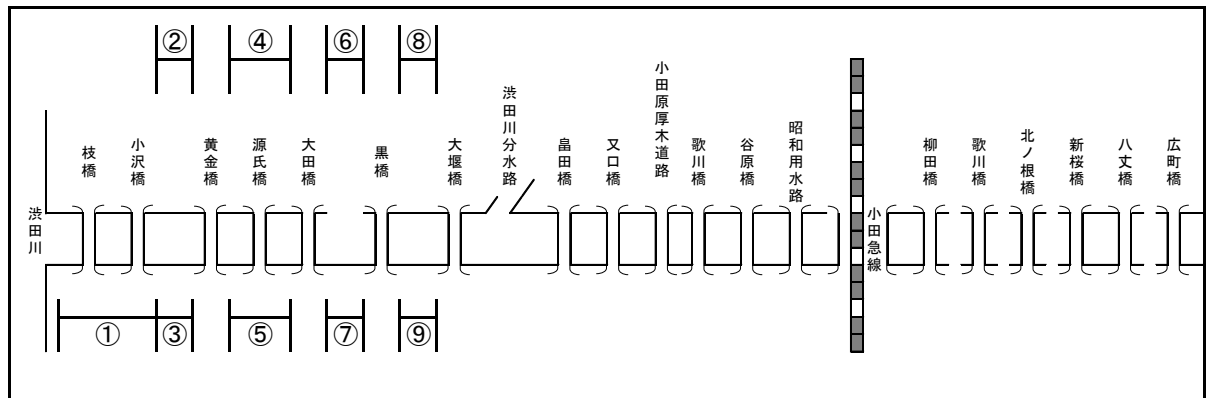 ②
④
⑥
⑧
渋田川
枝橋
小沢橋
黄金橋
源氏橋
大田橋
黒橋
大堰橋
渋田川分水路
畠田橋
又口橋
小田原厚木道路
歌川橋
谷原橋
昭和用水路
小田急線
柳田橋
歌川橋
北ノ根橋
新桜橋
八丈橋
広町橋
①
③
⑤
⑦
⑨